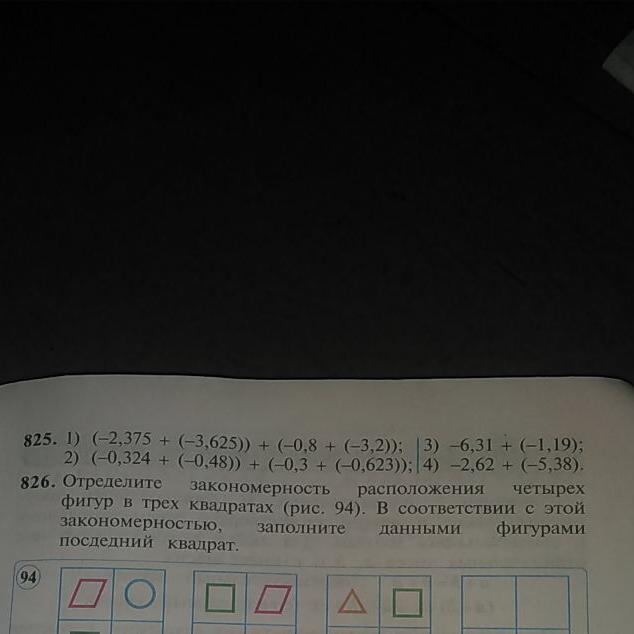 825. 1) (–2,375 + (–3,625)) + (–0,8 + (–3,2)); 3) –6,31 + (–1,19);
2) (–0,324 + (–0,48)) + (–0,3 + (–0,623)); 4) –2,62 + (–5,38).
826. Определите закономерность расположения четырех
фигур в трех квадратах (рис. 94). В соответствии с этой
закономерностью, заполните данными фигурами
посдедний квадрат.
94